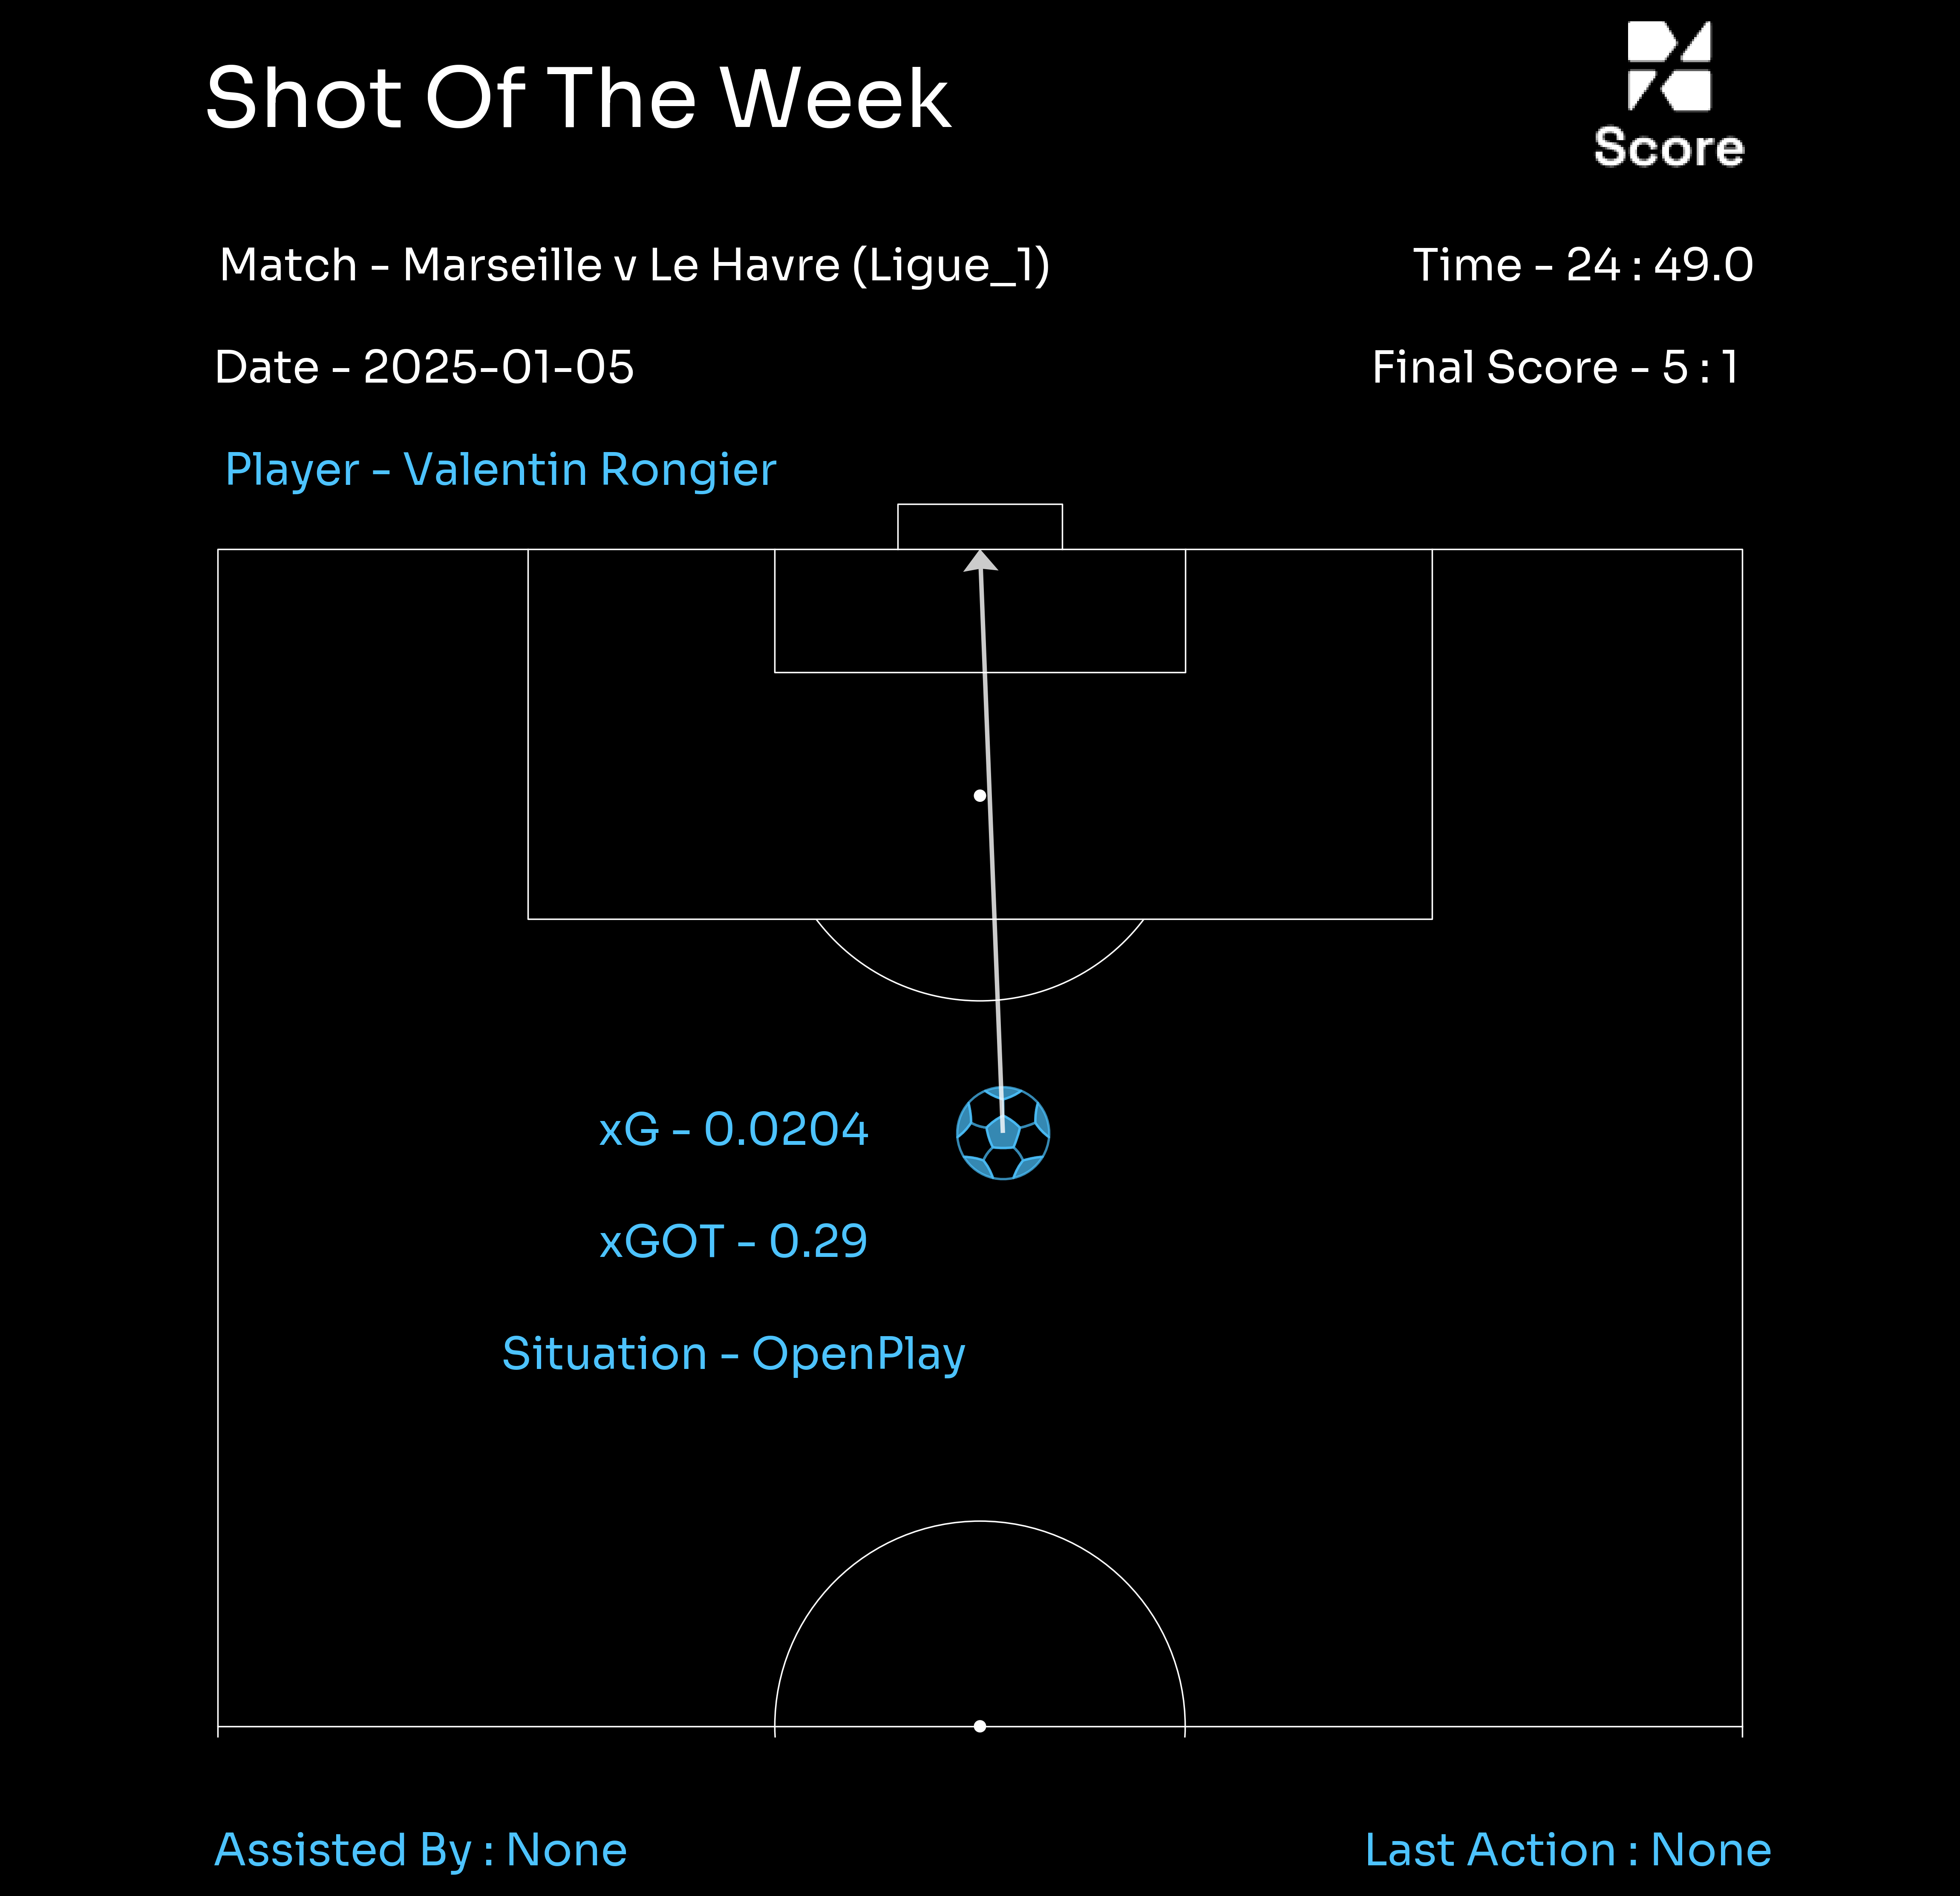 Shot Of The Week
Score
Match - Marseille v Le Havre (Ligue_1)
Time - 24 : 49.0
Date - 2025-01-05
Final Score - 5 : 1
Player - Valentin Rongier
xG - 0.0204
xGOT - 0.29
Situation - OpenPlay
Assisted By : None
Last Action : None